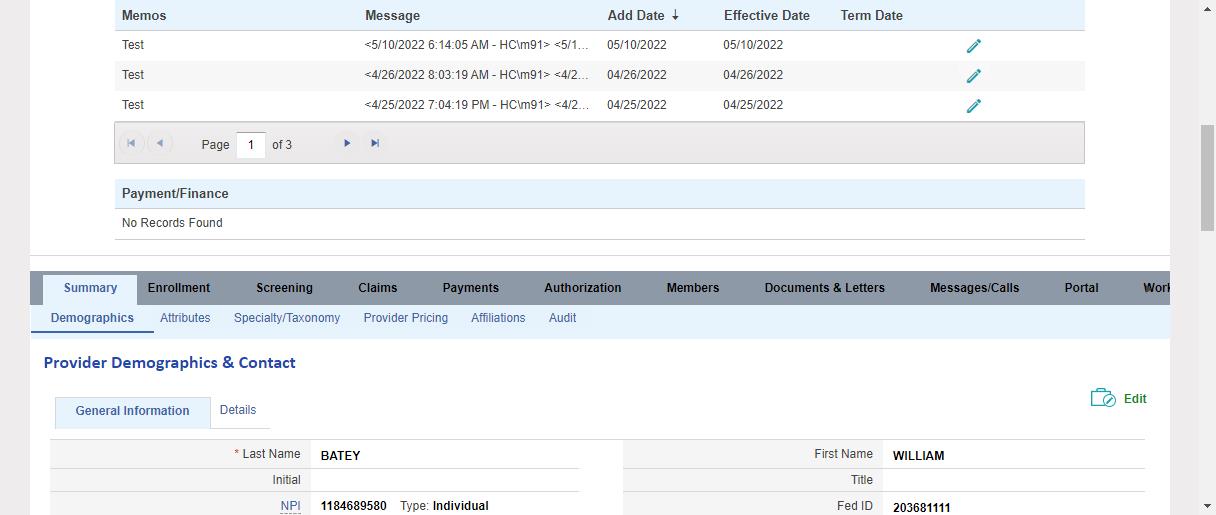 Memos Message Add Date ↓ Effective Date Term Date
Test <5/10/2022 6:14:05 AM - HC\m91> <5/1... 05/10/2022 05/10/2022
Test <4/26/2022 8:03:19 AM - HC\m91> <4/2... 04/26/2022 04/26/2022
Test <4/25/2022 7:04:19 PM - HC\m91> <4/2... 04/25/2022 04/25/2022
Page 1 of 3
Payment/Finance
No Records Found
Summary Enrollment Screening Claims Payments Authorization Members Documents & Letters Messages/Calls Portal Work
Demographics Attributes Specialty/Taxonomy Provider Pricing Affiliations Audit
Provider Demographics & Contact
Edit
General Information Details
* Last Name BATEY First Name WILLIAM
Initial Title
NPI 1184689580 Type: Individual Fed ID 203681111